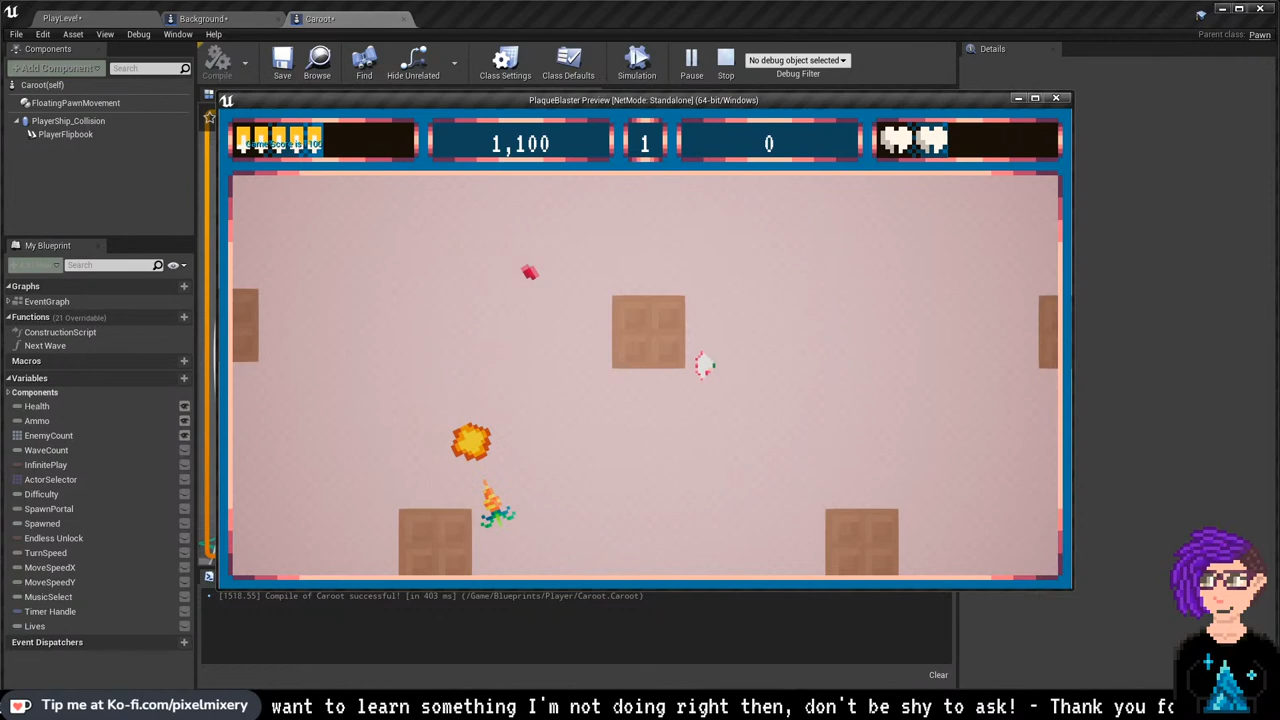 PlayLevel•
Background•
Caroot•
File Edit Asset View Debug Window Help
Parent class: Pawn
Components
Details
+Add Component
Search
Compile
Save
Browse
Find
Hide Unrelated
Class Settings
Class Defaults
Simulation
Pause
Stop
No debug object selected
Debug Filter
Caroot(self)
FloatingPawnMovement
PlayerShip_Collision
PlayerFlipbook
PlaqueBlaster Preview [NetMode: Standalone] (64-bit/Windows)
Game Score is 1100
1,100
1
0
My Blueprint
Search
Graphs
EventGraph
Functions (21 Overridable)
ConstructionScript
Next Wave
Macros
Variables
Components
Health
Ammo
EnemyCount
WaveCount
InfinitePlay
ActorSelector
Difficulty
SpawnPortal
Spawned
Endless Unlock
TurnSpeed
MoveSpeedX
MoveSpeedY
MusicSelect
Timer Handle
Lives
Event Dispatchers
[1518.55] Compile of Caroot successful! [in 403 ms] (/Game/Blueprints/Player/Caroot.Caroot)
Clear
Tip me at Ko-fi.com/pixelmixery
want to learn something I'm not doing right then, don't be shy to ask! - Thank you fo